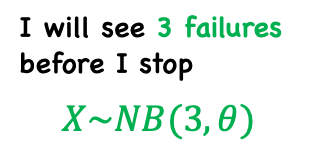 I will see 3 failures
before I stop
X~NB(3,θ)